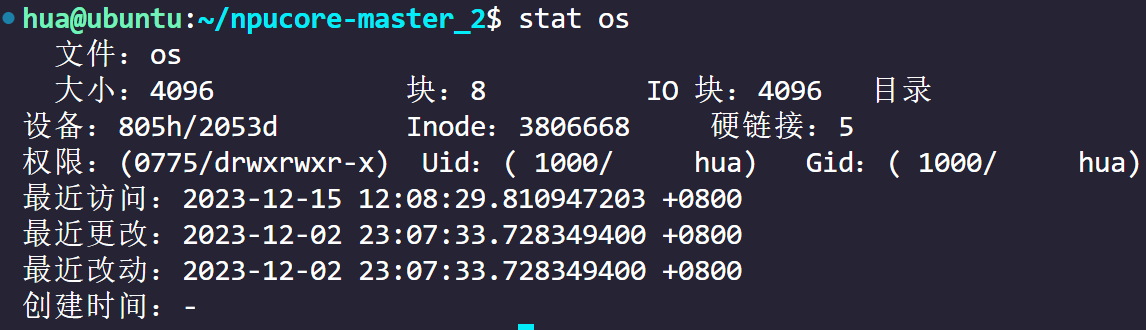 hua@ubuntu:~/npucore-master_2$ stat os
文件：os
大小：4096 块：8 IO 块：4096 目录
设备：805h/2053d Inode：3806668 硬链接：5
权限：(0775/drwxrwxr-x) Uid：( 1000/ hua) Gid：( 1000/ hua)
最近访问：2023-12-15 12:08:29.810947203 +0800
最近更改：2023-12-02 23:07:33.728349400 +0800
最近改动：2023-12-02 23:07:33.728349400 +0800
创建时间：-